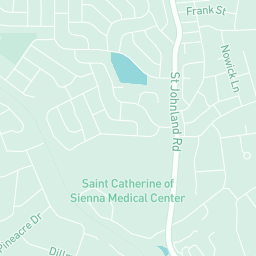 Frank St
Nowick Ln
St Johnland Rd
Saint Catherine of
Sienna Medical Center
Pineacre Dr